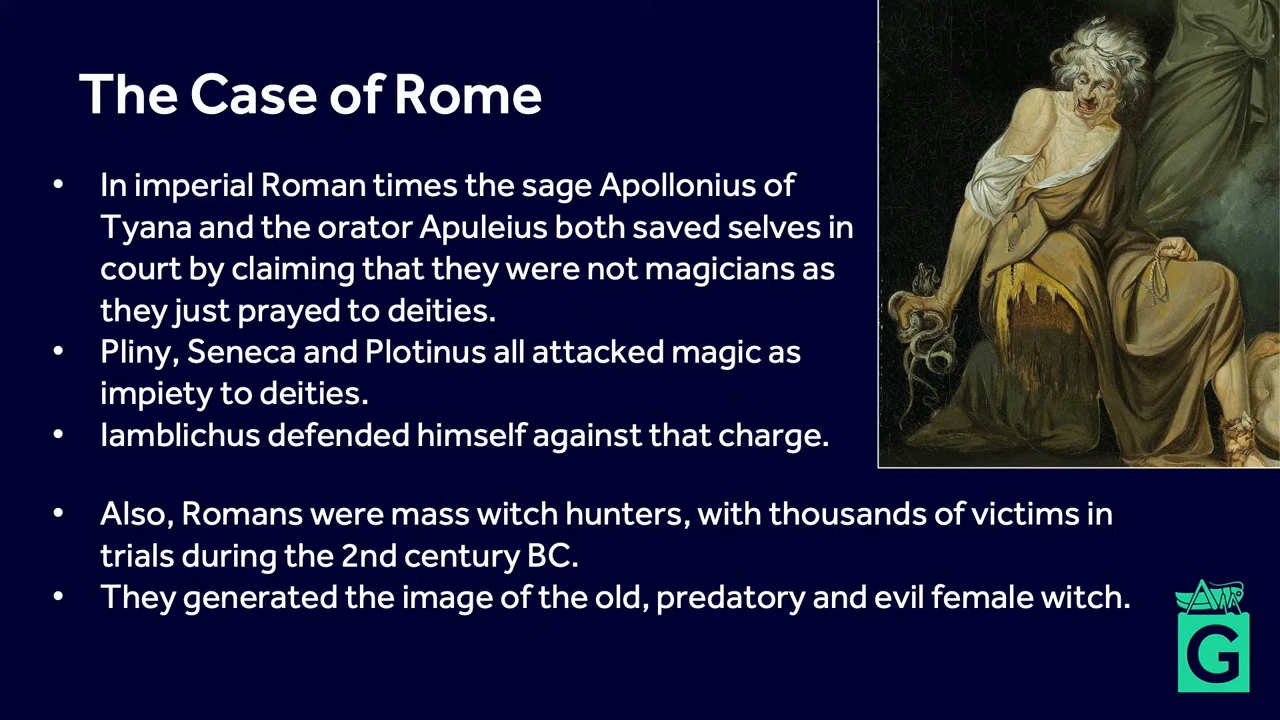 The Case of Rome
• In imperial Roman times the sage Apollonius of
Tyana and the orator Apuleius both saved selves in
court by claiming that they were not magicians as
they just prayed to deities.
• Pliny, Seneca and Plotinus all attacked magic as
impiety to deities.
• Iamblichus defended himself against that charge.
• Also, Romans were mass witch hunters, with thousands of victims in
trials during the 2nd century BC.
• They generated the image of the old, predatory and evil female witch.
G